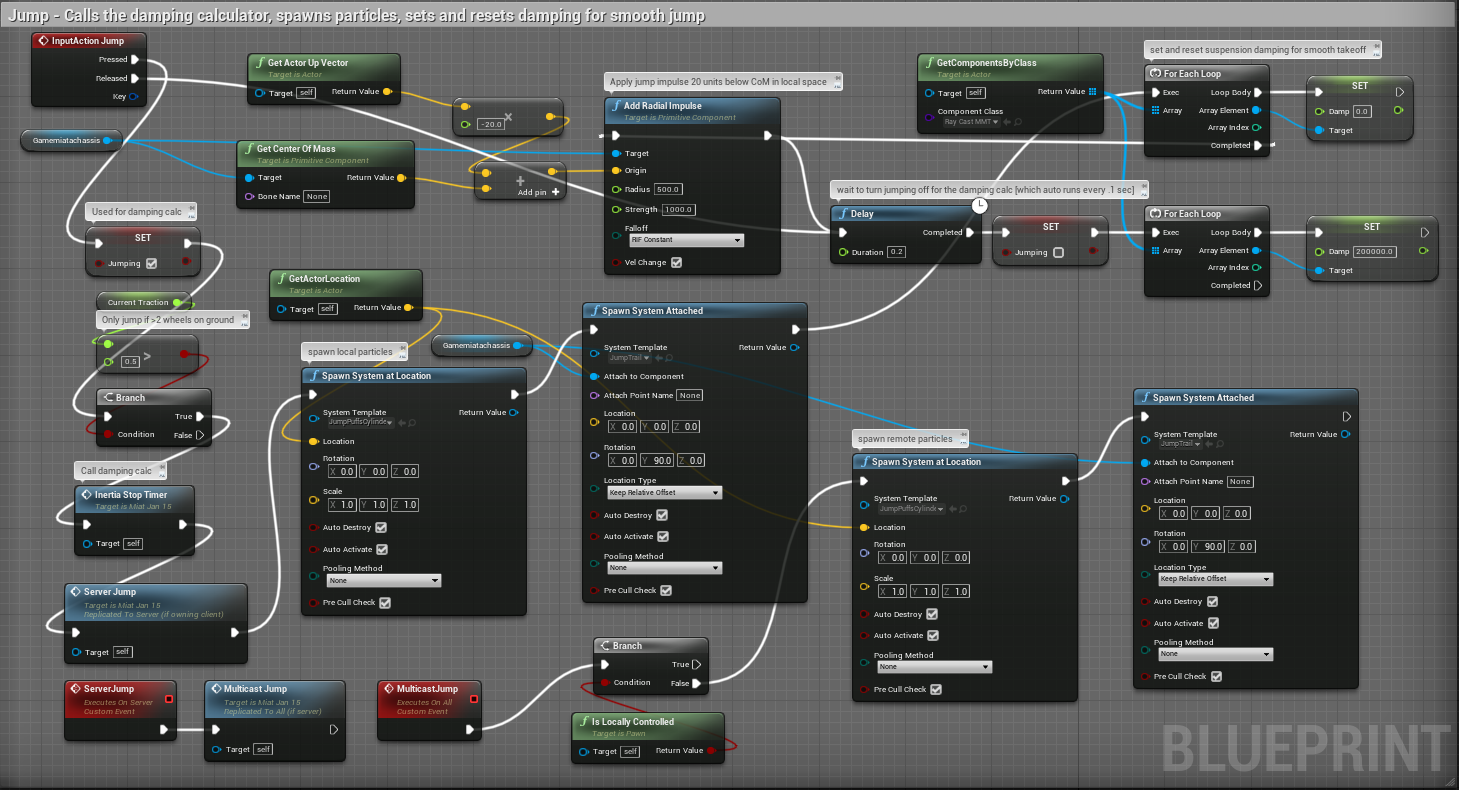 Jump - Calls the damping calculator, spawns particles, sets and resets damping for smooth jump
InputAction Jump
Pressed
Released
Key
Get Actor Up Vector
Target is Actor
Target self
Return Value
-20.0
×
Gamemiatachassis
Get Center Of Mass
Target is Primitive Component
Target
Return Value
Bone Name None
+
Add pin +
Apply jump impulse 20 units below CoM in local space
Add Radial Impulse
Target is Primitive Component
Target
Origin
Radius 500.0
Strength 1000.0
Falloff
RIF Constant
Vel Change
GetComponentsByClass
Target is Actor
Target self
Return Value
Component Class
Ray Cast MMT
set and reset suspension damping for smooth takeoff
For Each Loop
Exec
Loop Body
Array
Array Element
Array Index
Completed
SET
Damp 0.0
Target
wait to turn jumping off for the damping calc [which auto runs every .1 sec]
Delay
Completed
Duration 0.2
SET
Jumping
For Each Loop
Exec
Loop Body
Array
Array Element
Array Index
Completed
SET
Damp 200000.0
Target
Used for damping calc
SET
Jumping
Current Traction
Only jump if >2 wheels on ground
0.5
>
Branch
True
Condition
False
Call damping calc
Inertia Stop Timer
Target is Miat Jan 15
Target self
Server Jump
Target is Miat Jan 15
Replicated To Server (if owning client)
Target self
GetActorLocation
Target is Actor
Target self
Return Value
Gamemiatachassis
spawn local particles
Spawn System at Location
System Template
JumpPuffsCylinde
Return Value
Location
Rotation
X 0.0 Y 0.0 Z 0.0
Scale
X 1.0 Y 1.0 Z 1.0
Auto Destroy
Auto Activate
Pooling Method
None
Pre Cull Check
Spawn System Attached
System Template
JumpTrail
Return Value
Attach to Component
Attach Point Name None
Location
X 0.0 Y 0.0 Z 0.0
Rotation
X 0.0 Y 90.0 Z 0.0
Location Type
Keep Relative Offset
Auto Destroy
Auto Activate
Pooling Method
None
Pre Cull Check
spawn remote particles
Spawn System at Location
System Template
JumpPuffsCylinde
Return Value
Location
Rotation
X 0.0 Y 0.0 Z 0.0
Scale
X 1.0 Y 1.0 Z 1.0
Auto Destroy
Auto Activate
Pooling Method
None
Pre Cull Check
Spawn System Attached
System Template
JumpTrail
Return Value
Attach to Component
Attach Point Name None
Location
X 0.0 Y 0.0 Z 0.0
Rotation
X 0.0 Y 90.0 Z 0.0
Location Type
Keep Relative Offset
Auto Destroy
Auto Activate
Pooling Method
None
Pre Cull Check
ServerJump
Executes On Server
Custom Event
Multicast Jump
Target is Miat Jan 15
Replicated To All (if server)
Target self
MulticastJump
Executes On All
Custom Event
Branch
True
Condition
False
Is Locally Controlled
Target is Pawn
Target self
Return Value
BLUEPRINT